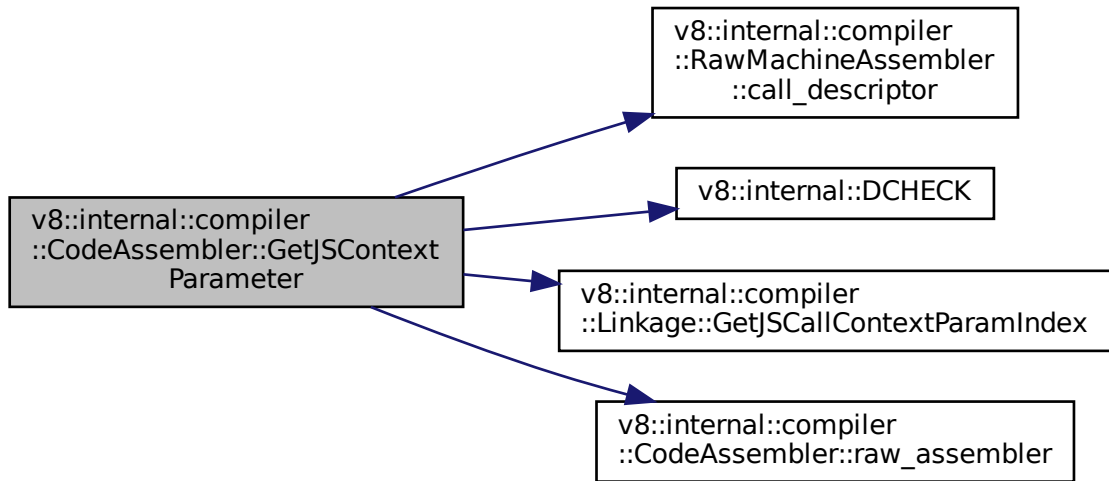 v8::internal::compiler
::CodeAssembler::GetJSContext
Parameter
v8::internal::compiler
::RawMachineAssembler
::call_descriptor
v8::internal::DCHECK
v8::internal::compiler
::Linkage::GetJSCallContextParamIndex
v8::internal::compiler
::CodeAssembler::raw_assembler